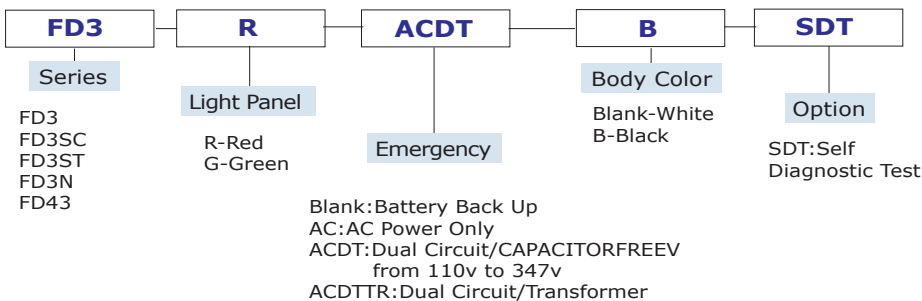 FD3 R ACDT B SDT
Series
Light Panel
Emergency
Body Color
Option
FD3
FD3SC
FD3ST
FD3N
FD43
R-Red
G-Green
Blank:Battery Back Up
AC:AC Power Only
ACDT:Dual Circuit/CAPACITORFREEV
from 110v to 347v
ACDTTR:Dual Circuit/Transformer
Blank-White
B-Black
SDT:Self
Diagnostic Test